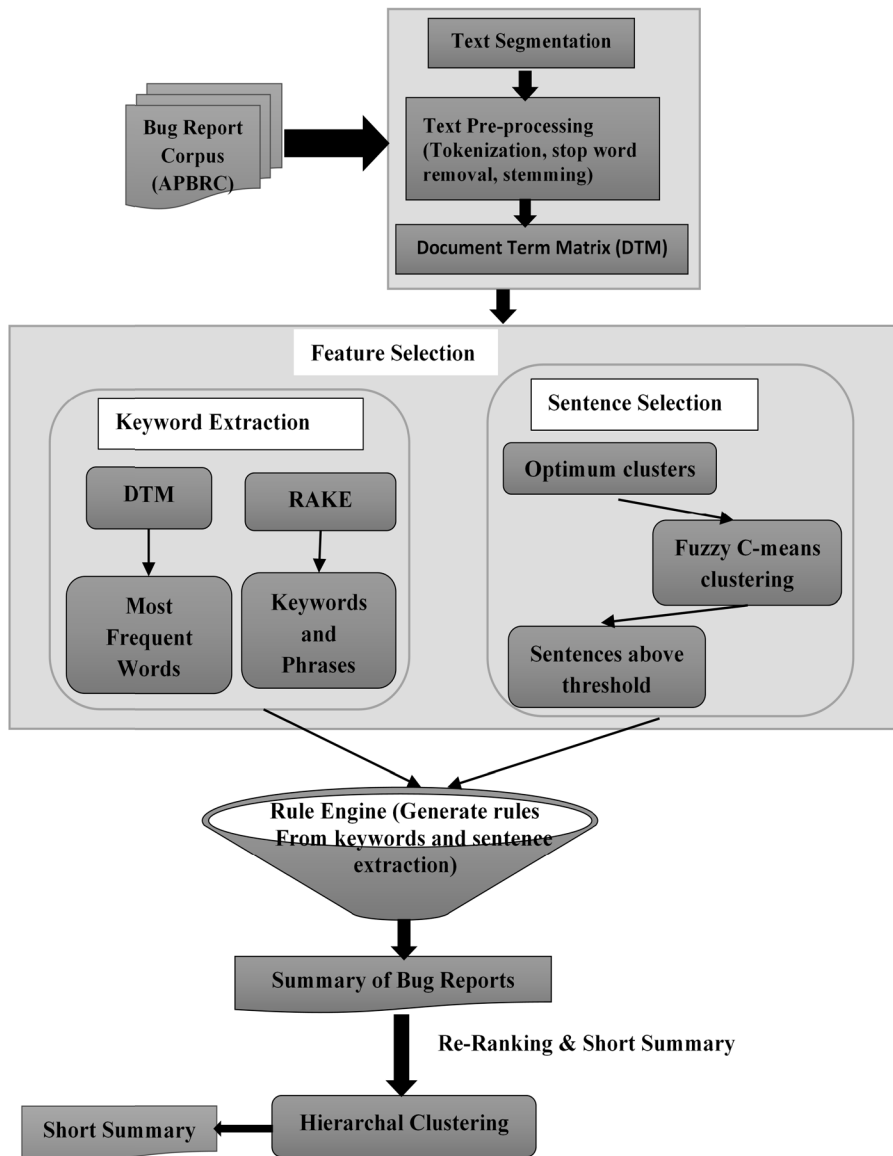 Text Segmentation
Bug Report
Corpus
(APBRC)
Text Pre-processing
(Tokenization, stop word
removal, stemming)
Document Term Matrix (DTM)
Feature Selection
Keyword Extraction
DTM
RAKE
Most
Frequent
Words
Keywords
and
Phrases
Sentence Selection
Optimum clusters
Fuzzy C-means
clustering
Sentences above
threshold
Rule Engine (Generate rules
From keywords and sentence
extraction)
Summary of Bug Reports
Re-Ranking & Short Summary
Hierarchal Clustering
Short Summary